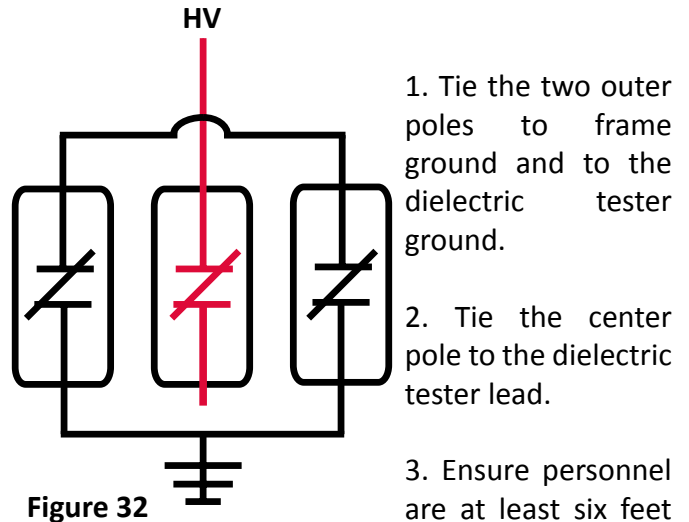 HV
1. Tie the two outer
poles to frame
ground and to the
dielectric tester
ground.
2. Tie the center
pole to the dielectric
tester lead.
3. Ensure personnel
are at least six feet
Figure 32